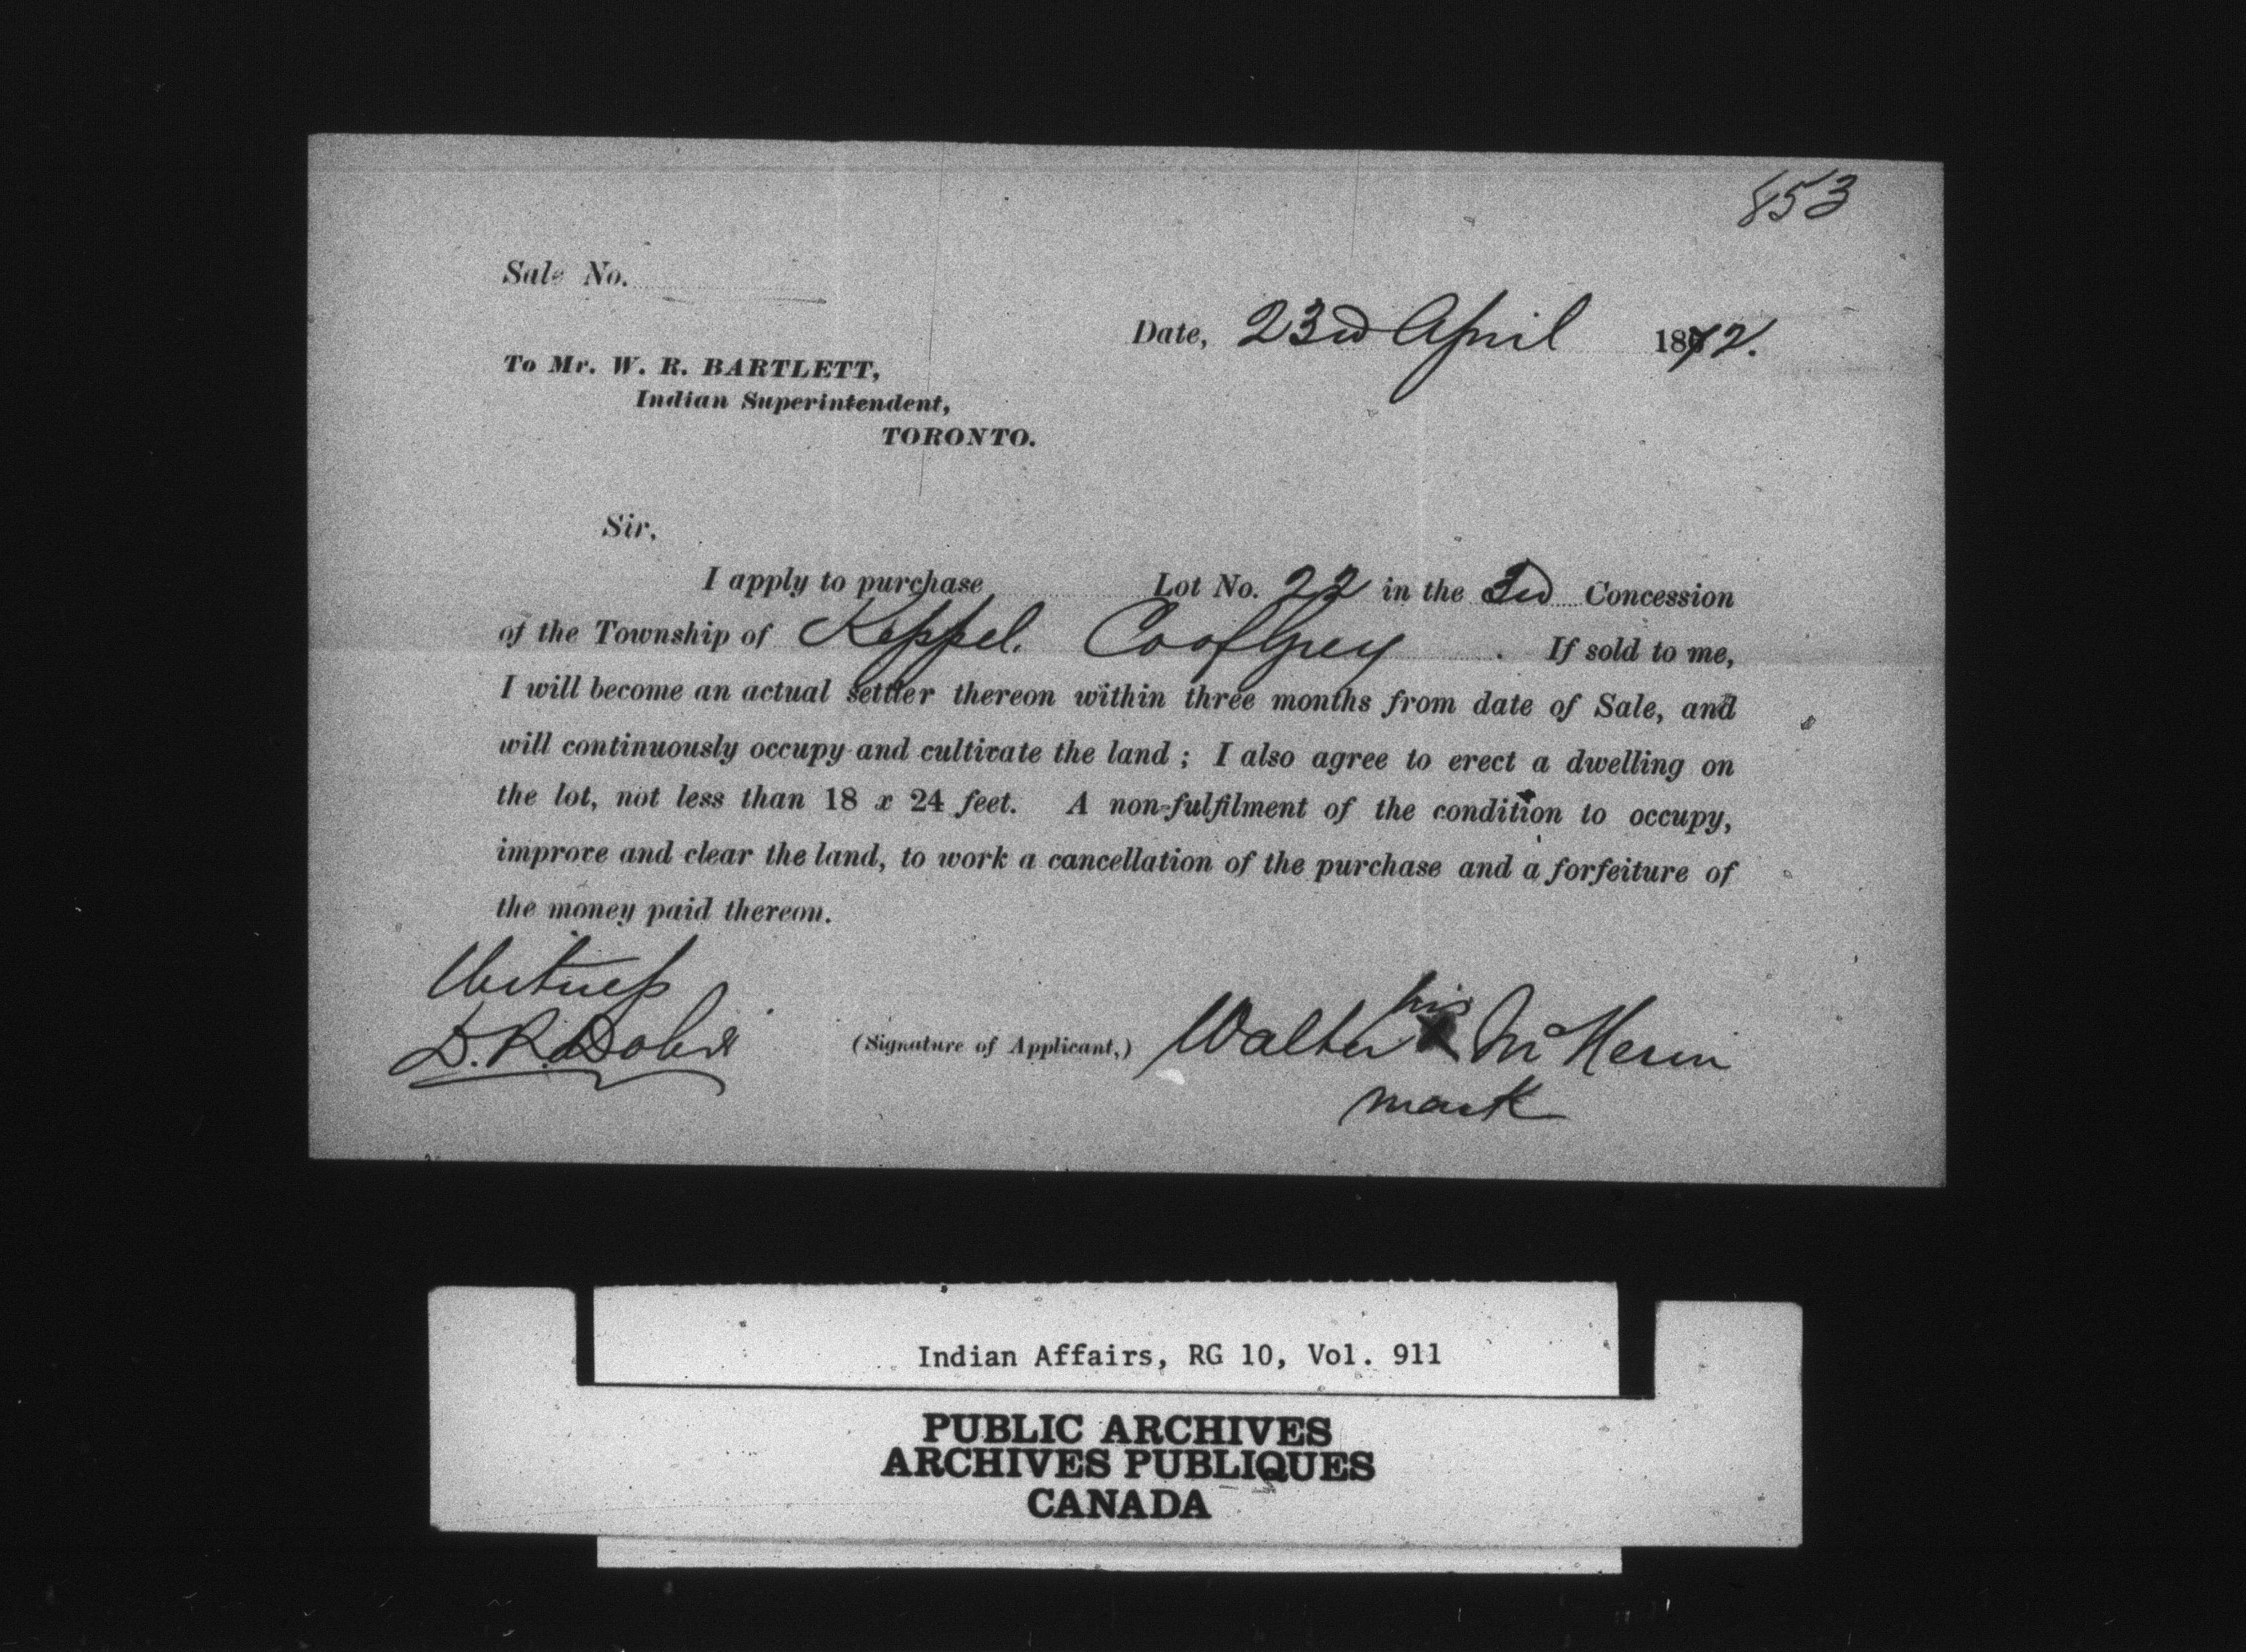 853
Sale No.
Date, 23rd April 1872.
To Mr. W. R. BARTLETT,
Indian Superintendent,
TORONTO.
Sir,
I apply to purchase Lot No. 22 in the 3rd Concession
of the Township of Keppel. Co of Grey . If sold to me,
I will become an actual settler thereon within three months from date of Sale, and
will continuously occupy and cultivate the land ; I also agree to erect a dwelling on
the lot, not less than 18 x 24 feet. A non-fulfilment of the condition to occupy,
improve and clear the land, to work a cancellation of the purchase and a forfeiture of
the money paid thereon.
Witness
D. R.
his
(Signature of Applicant,) Walter X
mark
Indian Affairs, RG 10, Vol. 911
PUBLIC ARCHIVES
ARCHIVES PUBLIQUES
CANADA